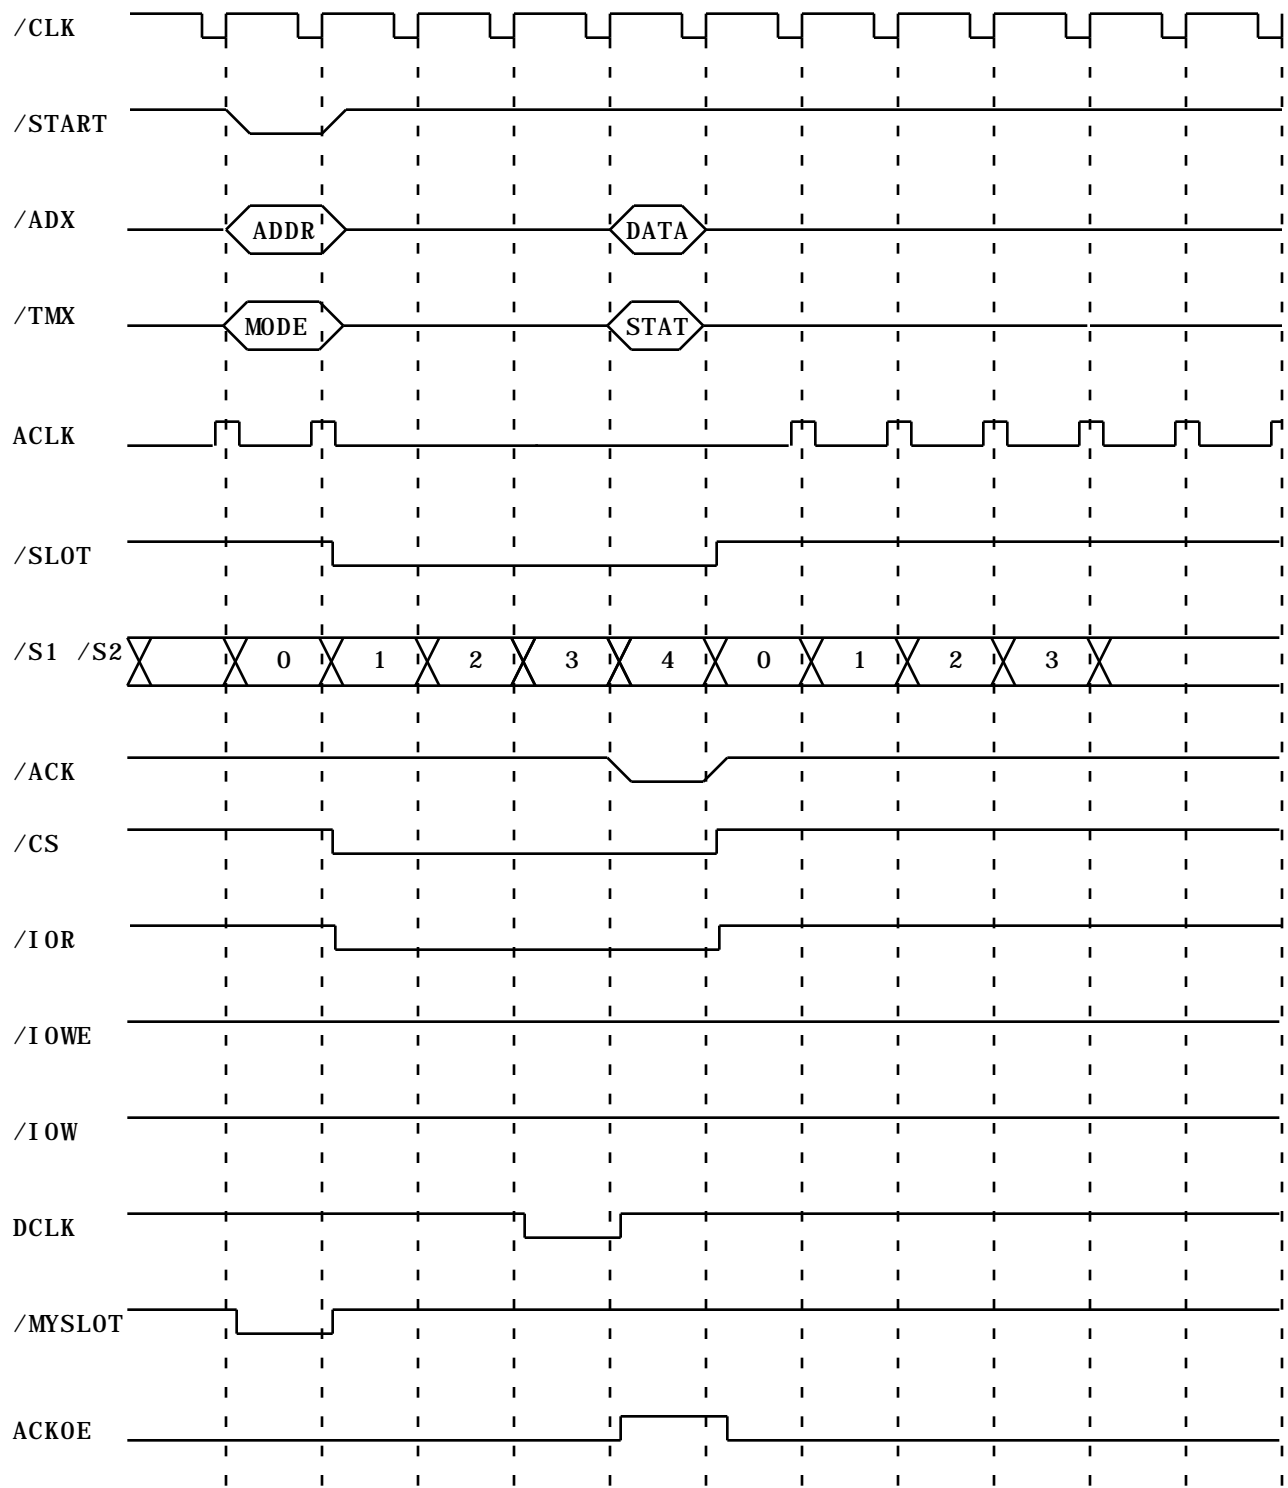 /CLK
/START
/ADX ADDR DATA
/TMX MODE STAT
ACLK
/SLOT
/S1 /S2 0 1 2 3 4 0 1 2 3
/ACK
/CS
/IOR
/IOWE
/IOW
DCLK
/MYSLOT
ACKOE